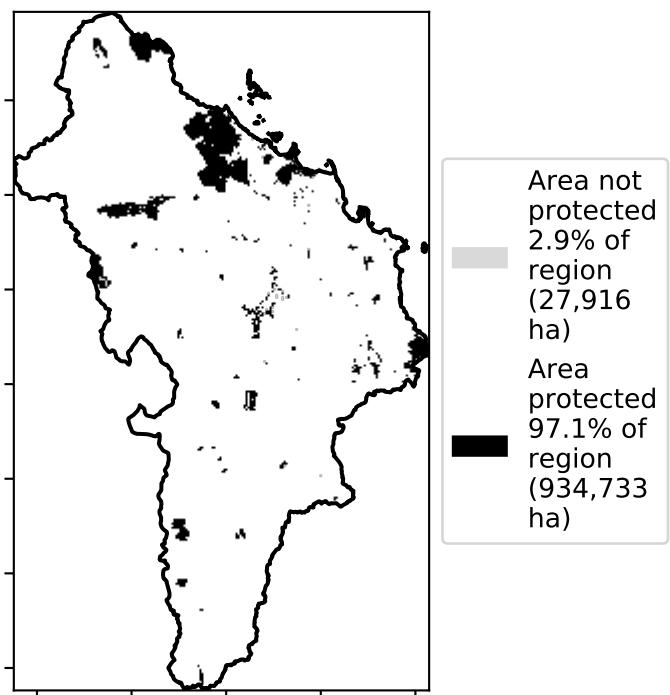 Area not
protected
2.9% of
region
(27,916
ha)
Area
protected
97.1% of
region
(934,733
ha)